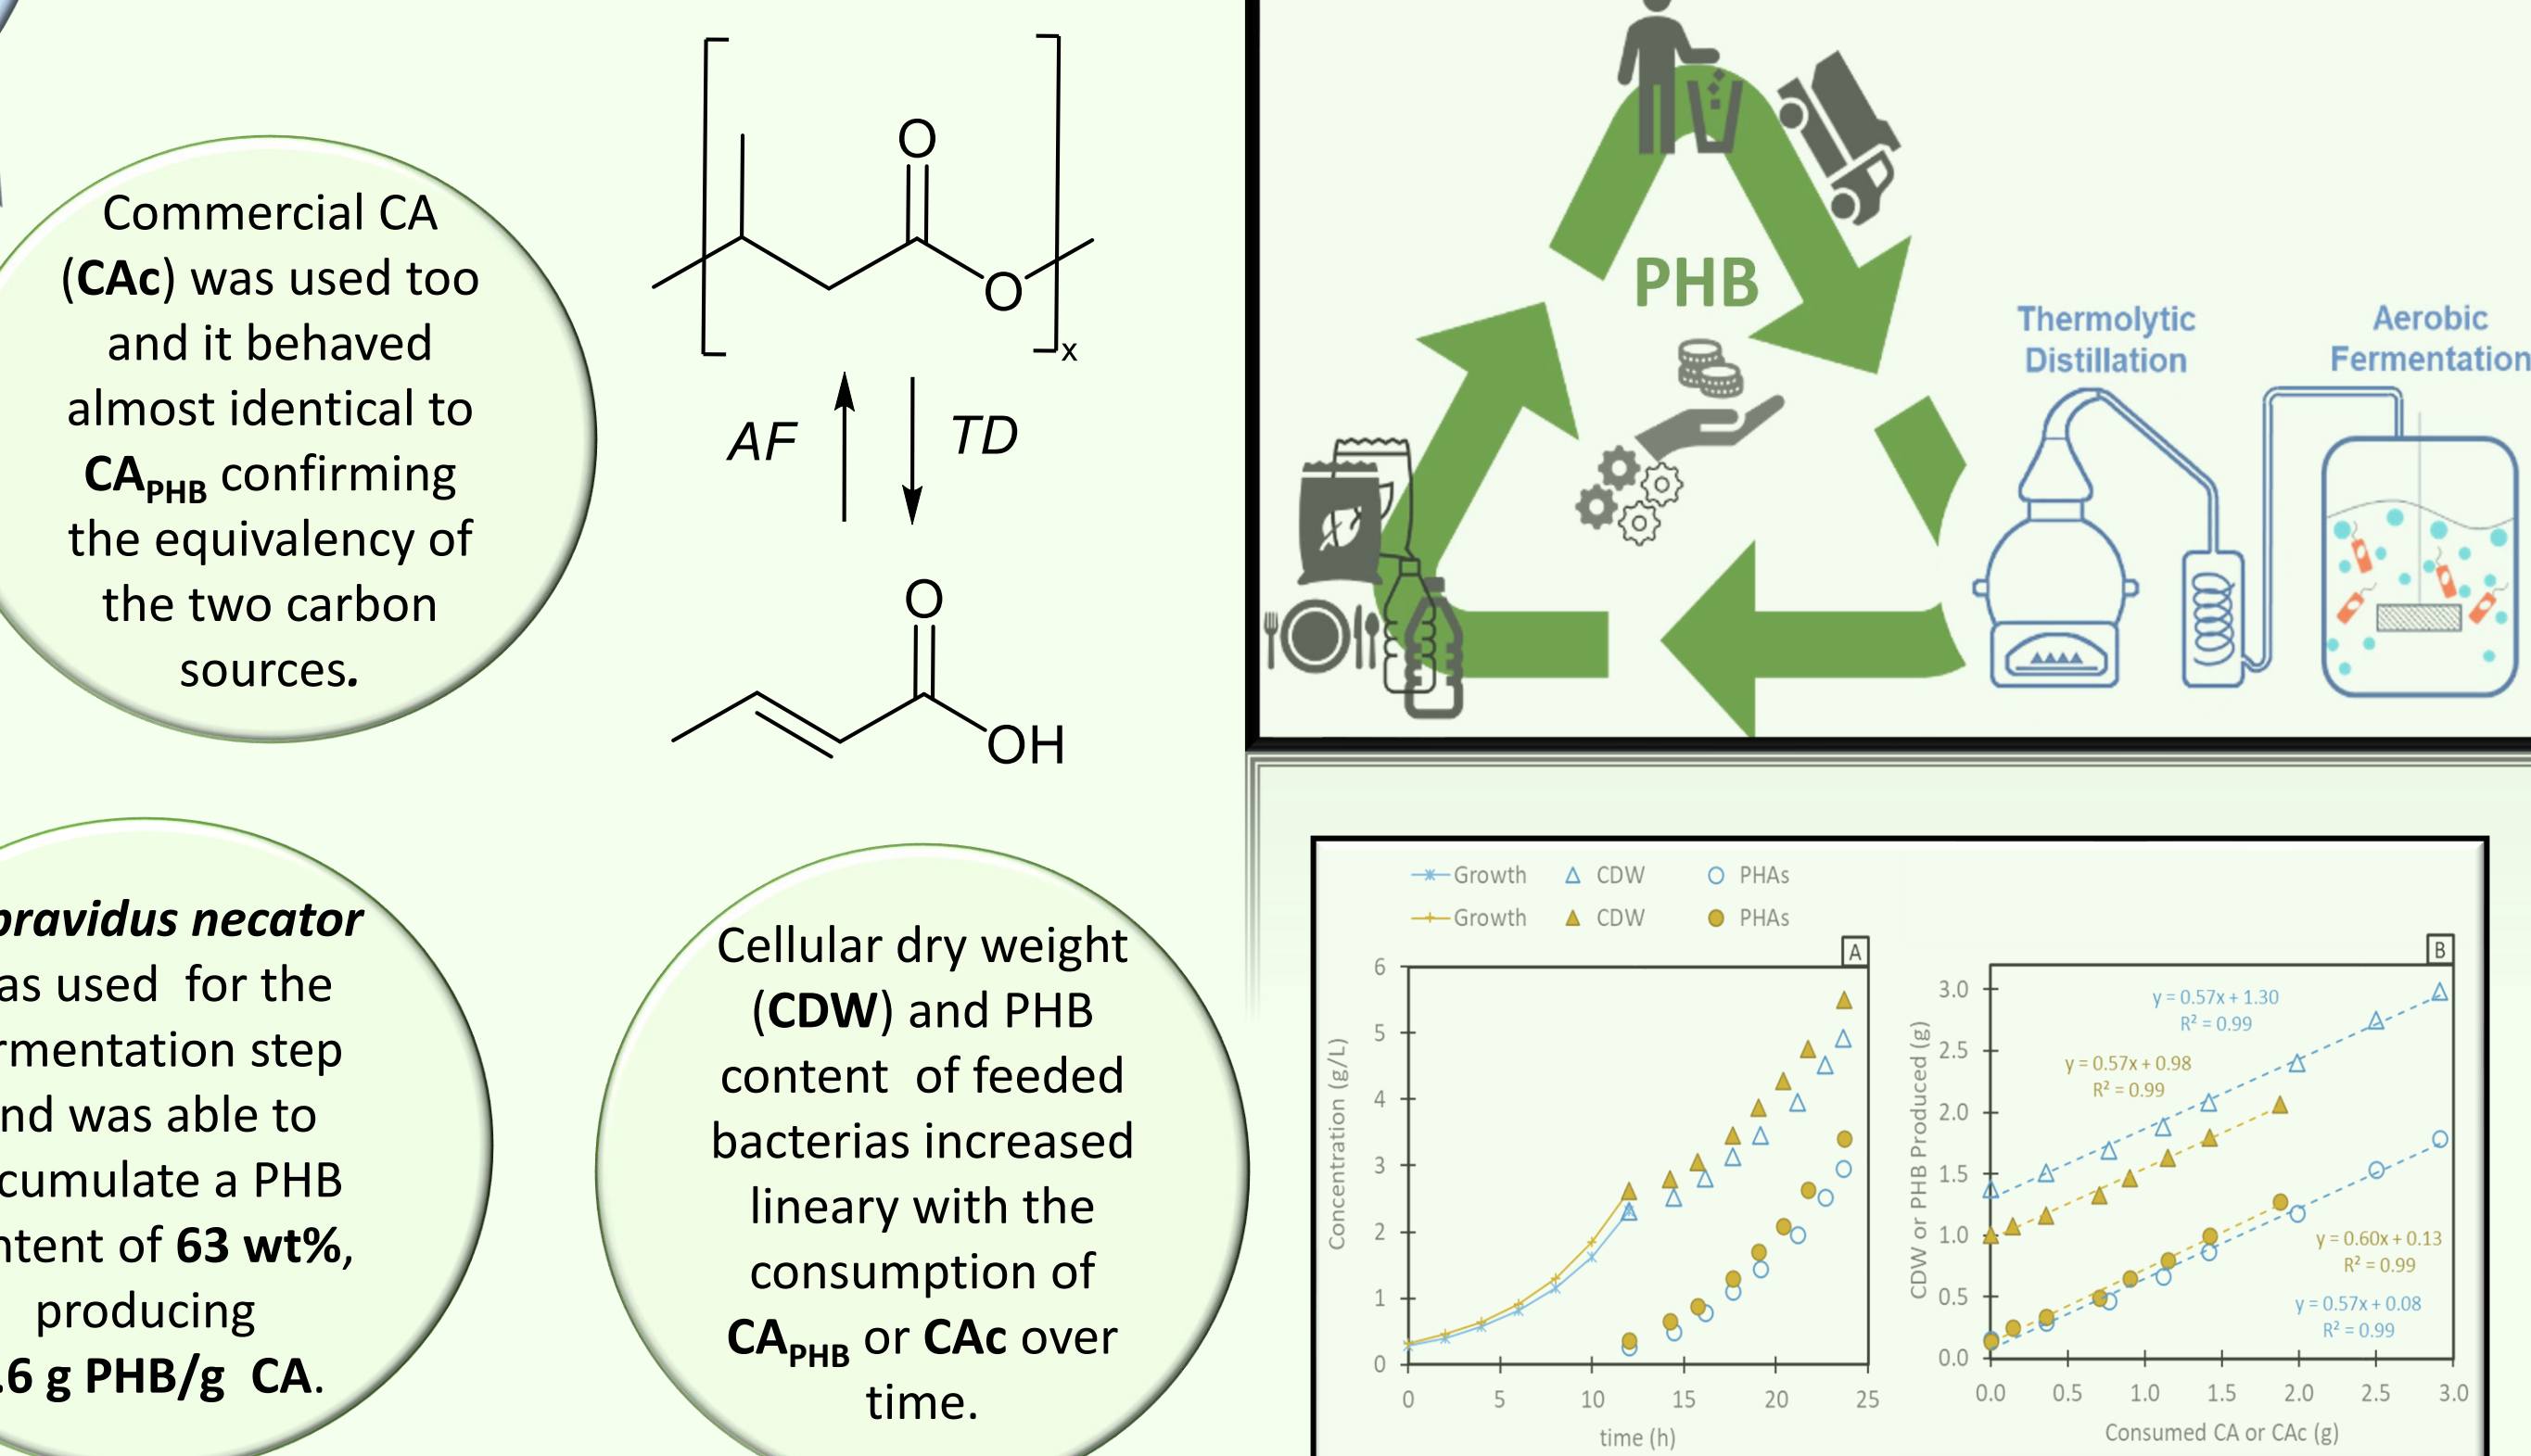 Commercial CA
(CAc) was used too
and it behaved
almost identical to
CAPHB confirming
the equivalency of
the two carbon
sources.
O
O
x
AF
TD
O
OH
PHB
Thermolytic
Distillation
Aerobic
Fermentation
pravidus necator
as used for the
rmentation step
nd was able to
cumulate a PHB
ntent of 63 wt%,
producing
.6 g PHB/g CA.
Cellular dry weight
(CDW) and PHB
content of feeded
bacterias increased
lineary with the
consumption of
CAPHB or CAc over
time.
Growth CDW PHAs
Growth CDW PHAs
A
Concentration (g/L)
6
5
4
3
2
1
0
0 5 10 15 20 25
time (h)
B
CDW or PHB Produced (g)
3.0
2.5
2.0
1.5
1.0
0.5
0.0
y = 0.57x + 1.30
R² = 0.99
y = 0.57x + 0.98
R² = 0.99
y = 0.60x + 0.13
R² = 0.99
y = 0.57x + 0.08
R² = 0.99
0.0 0.5 1.0 1.5 2.0 2.5 3.0
Consumed CA or CAc (g)